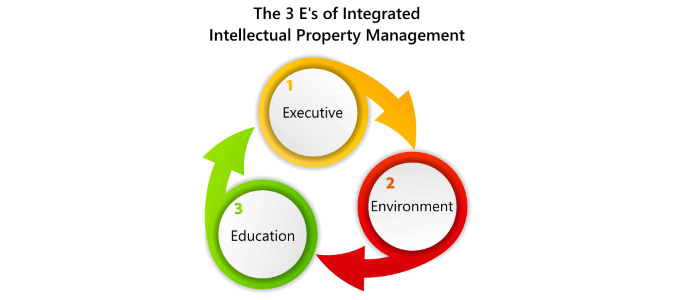 The 3 E's of Integrated
Intellectual Property Management
1
Executive
2
Environment
3
Education